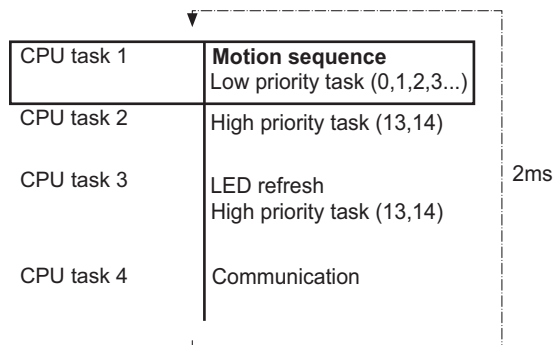 CPU task 1
Motion sequence
Low priority task (0,1,2,3...)
CPU task 2
High priority task (13,14)
CPU task 3
LED refresh
High priority task (13,14)
2ms
CPU task 4
Communication